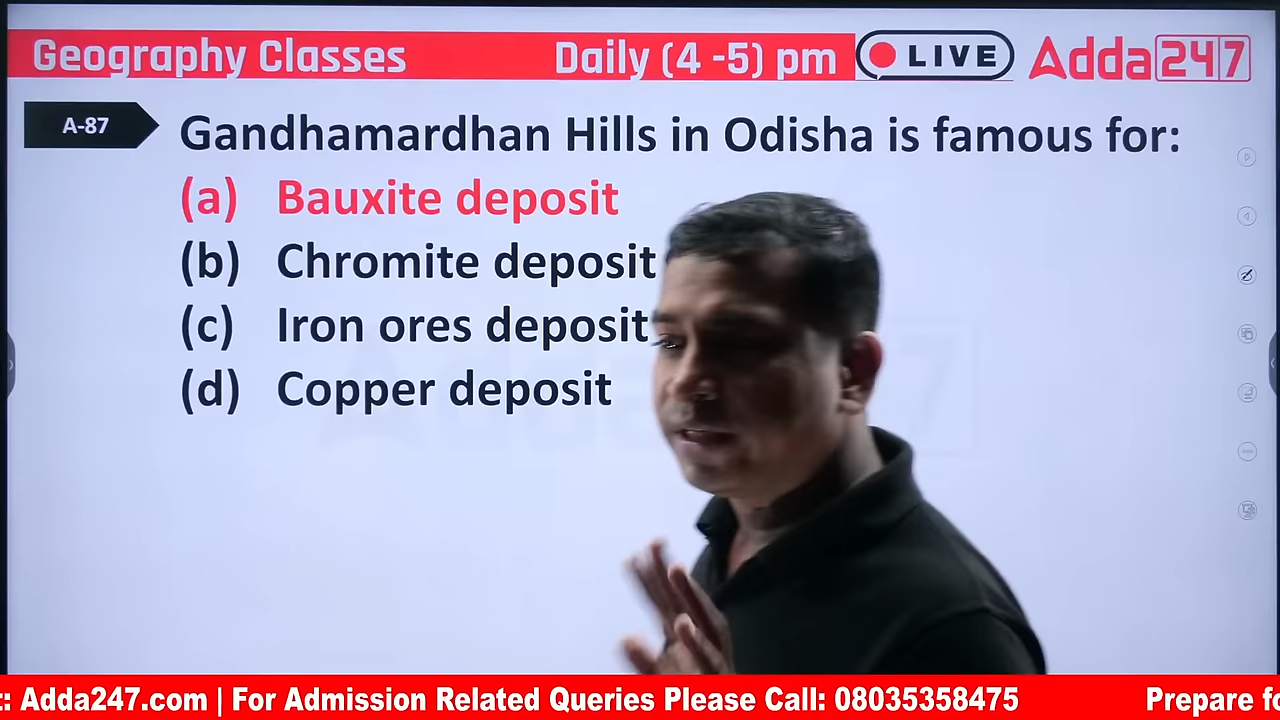 Geography Classes Daily (4 -5) pm LIVE Adda247
A-87 Gandhamardhan Hills in Odisha is famous for:
(a) Bauxite deposit
(b) Chromite deposit
(c) Iron ores deposit
(d) Copper deposit
: Adda247.com | For Admission Related Queries Please Call: 08035358475 Prepare